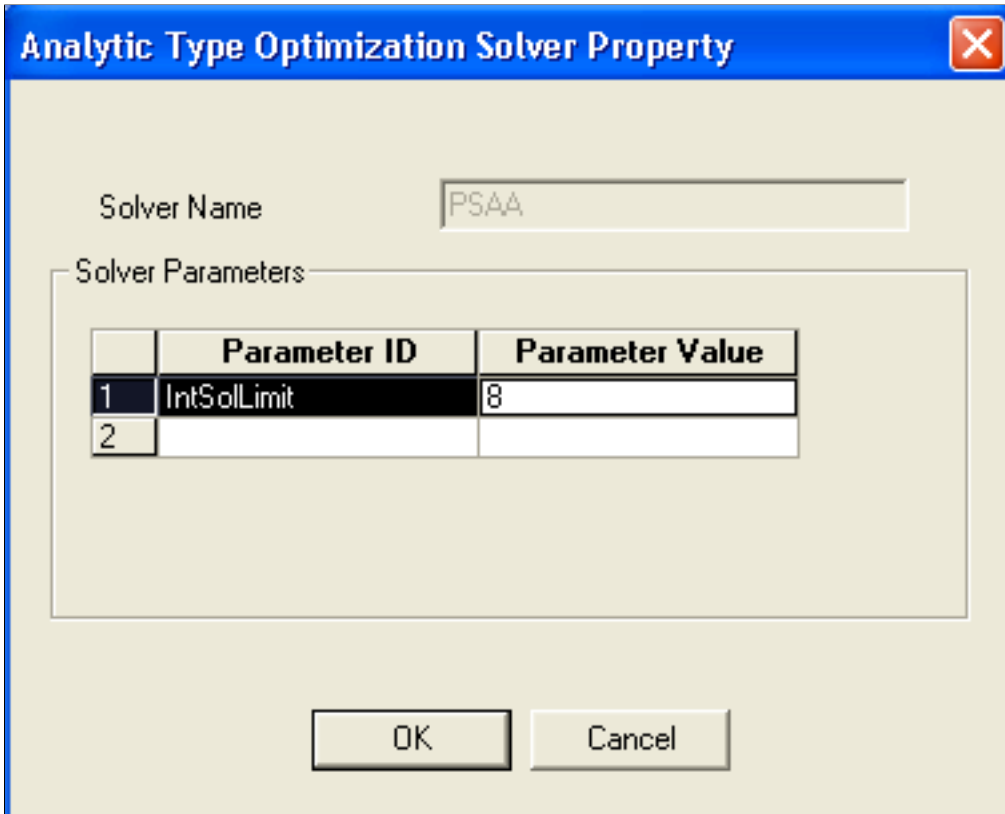 Analytic Type Optimization Solver Property
Solver Name PSAA
Solver Parameters
Parameter ID Parameter Value
1 IntSolLimit 8
2
OK Cancel